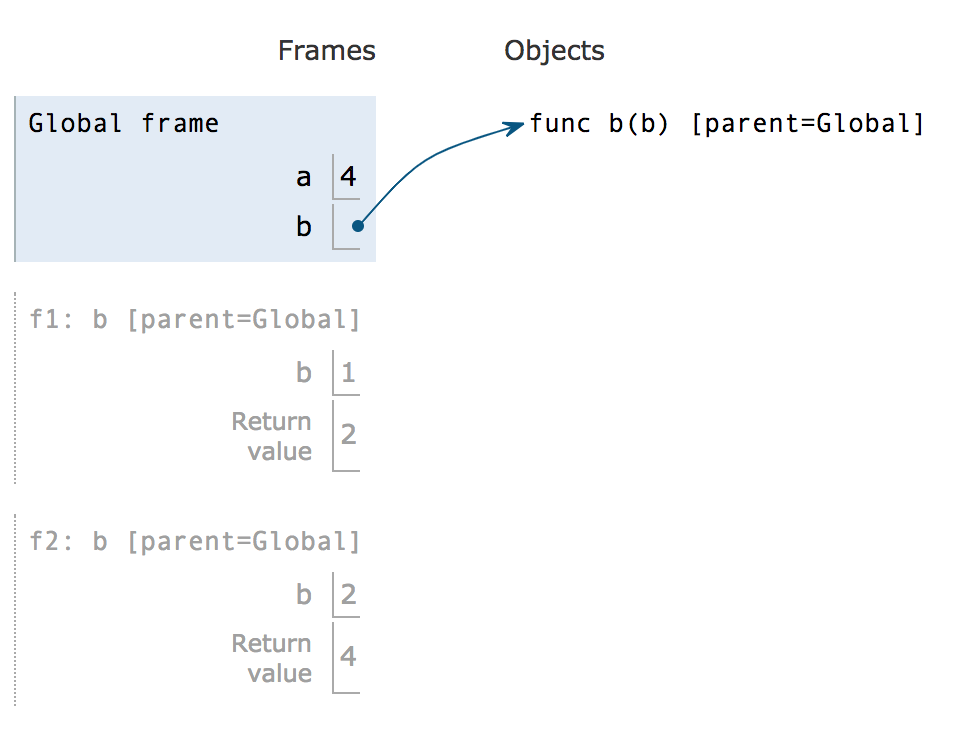 Frames Objects
Global frame
func b(b) [parent=Global]
a 4
b
f1: b [parent=Global]
b 1
Return
value 2
f2: b [parent=Global]
b 2
Return
value 4